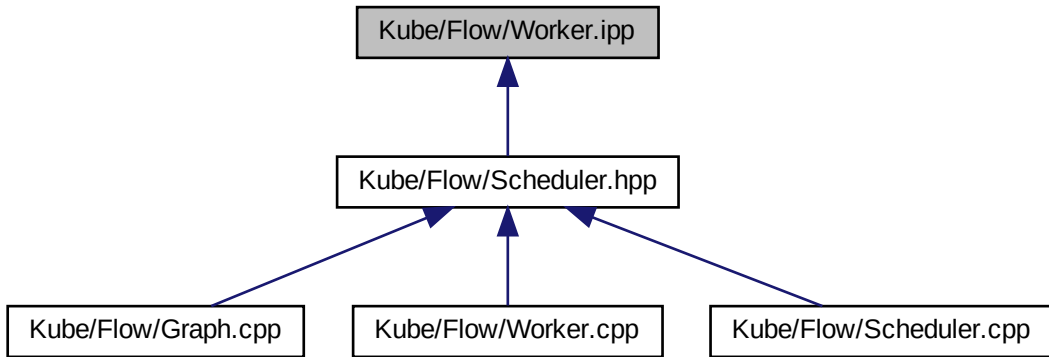 Kube/Flow/Worker.ipp
Kube/Flow/Scheduler.hpp
Kube/Flow/Graph.cpp
Kube/Flow/Worker.cpp
Kube/Flow/Scheduler.cpp